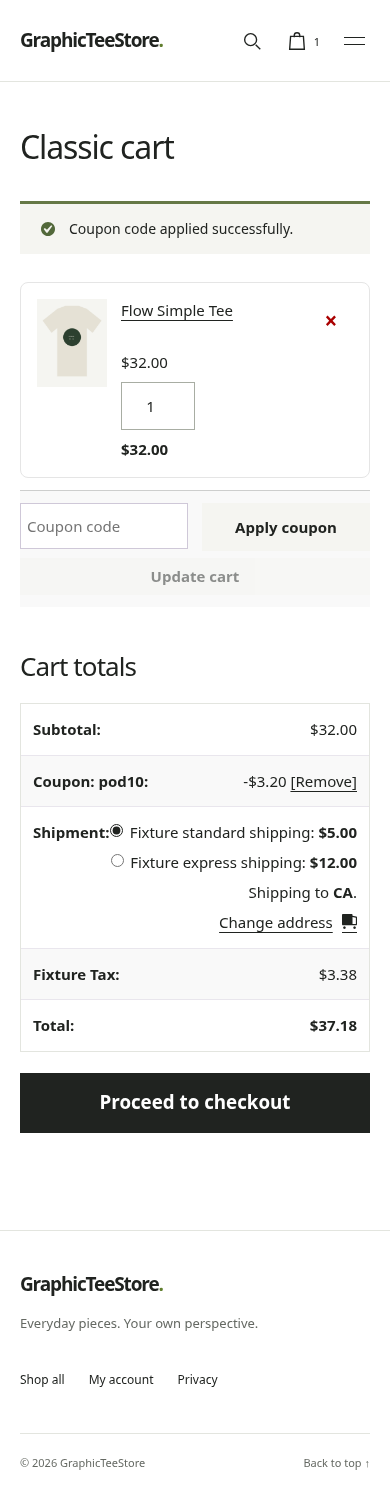 GraphicTeeStore.
1
Classic cart
Coupon code applied successfully.
Flow Simple Tee
×
$32.00
1
$32.00
Coupon code
Apply coupon
Update cart
Cart totals
Subtotal: $32.00
Coupon: pod10: -$3.20 [Remove]
Shipment: Fixture standard shipping: $5.00
Fixture express shipping: $12.00
Shipping to CA.
Change address
Fixture Tax: $3.38
Total: $37.18
Proceed to checkout
GraphicTeeStore.
Everyday pieces. Your own perspective.
Shop all My account Privacy
© 2026 GraphicTeeStore Back to top ↑